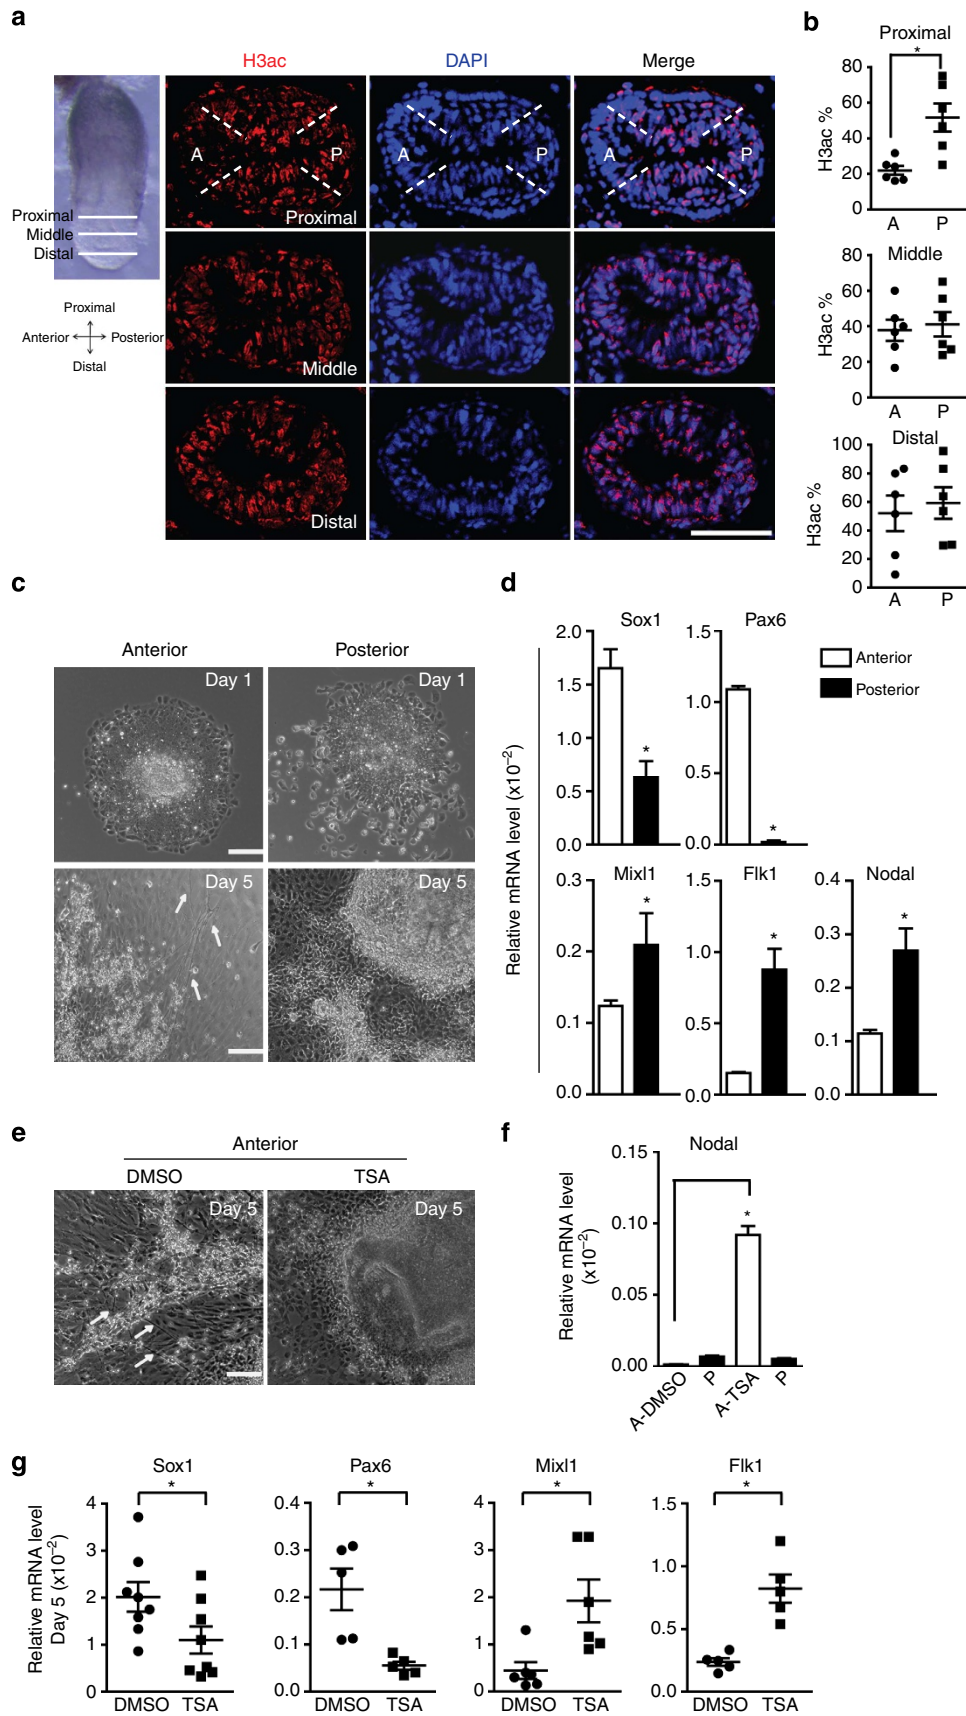 a
H3ac
DAPI
Merge
A
P
A
P
A
P
Proximal
Proximal
Middle
Distal
Middle
Distal
Proximal
Anterior
Posterior
Distal
b
Proximal
*
H3ac %
80
60
40
20
0
A
P
Middle
H3ac %
80
60
40
20
0
A
P
Distal
H3ac %
100
80
60
40
20
0
A
P
c
Anterior
Posterior
Day 1
Day 1
Day 5
Day 5
d
Relative mRNA level (x10⁻²)
Sox1
2.0
1.5
1.0
0.5
0.0
*
Pax6
1.5
1.0
0.5
0.0
*
Anterior
Posterior
Mixl1
0.3
0.2
0.1
0.0
*
Flk1
1.5
1.0
0.5
0.0
*
Nodal
0.4
0.3
0.2
0.1
0.0
*
e
Anterior
DMSO
TSA
Day 5
Day 5
f
Nodal
Relative mRNA level
(x10⁻²)
0.15
0.10
0.05
0.00
*
A-DMSO
P
A-TSA
P
g
Relative mRNA level
Day 5 (x10⁻²)
Sox1
*
4
3
2
1
0
DMSO TSA
Pax6
*
0.4
0.3
0.2
0.1
0.0
DMSO TSA
Mixl1
*
4
3
2
1
0
DMSO TSA
Flk1
*
1.5
1.0
0.5
0.0
DMSO TSA